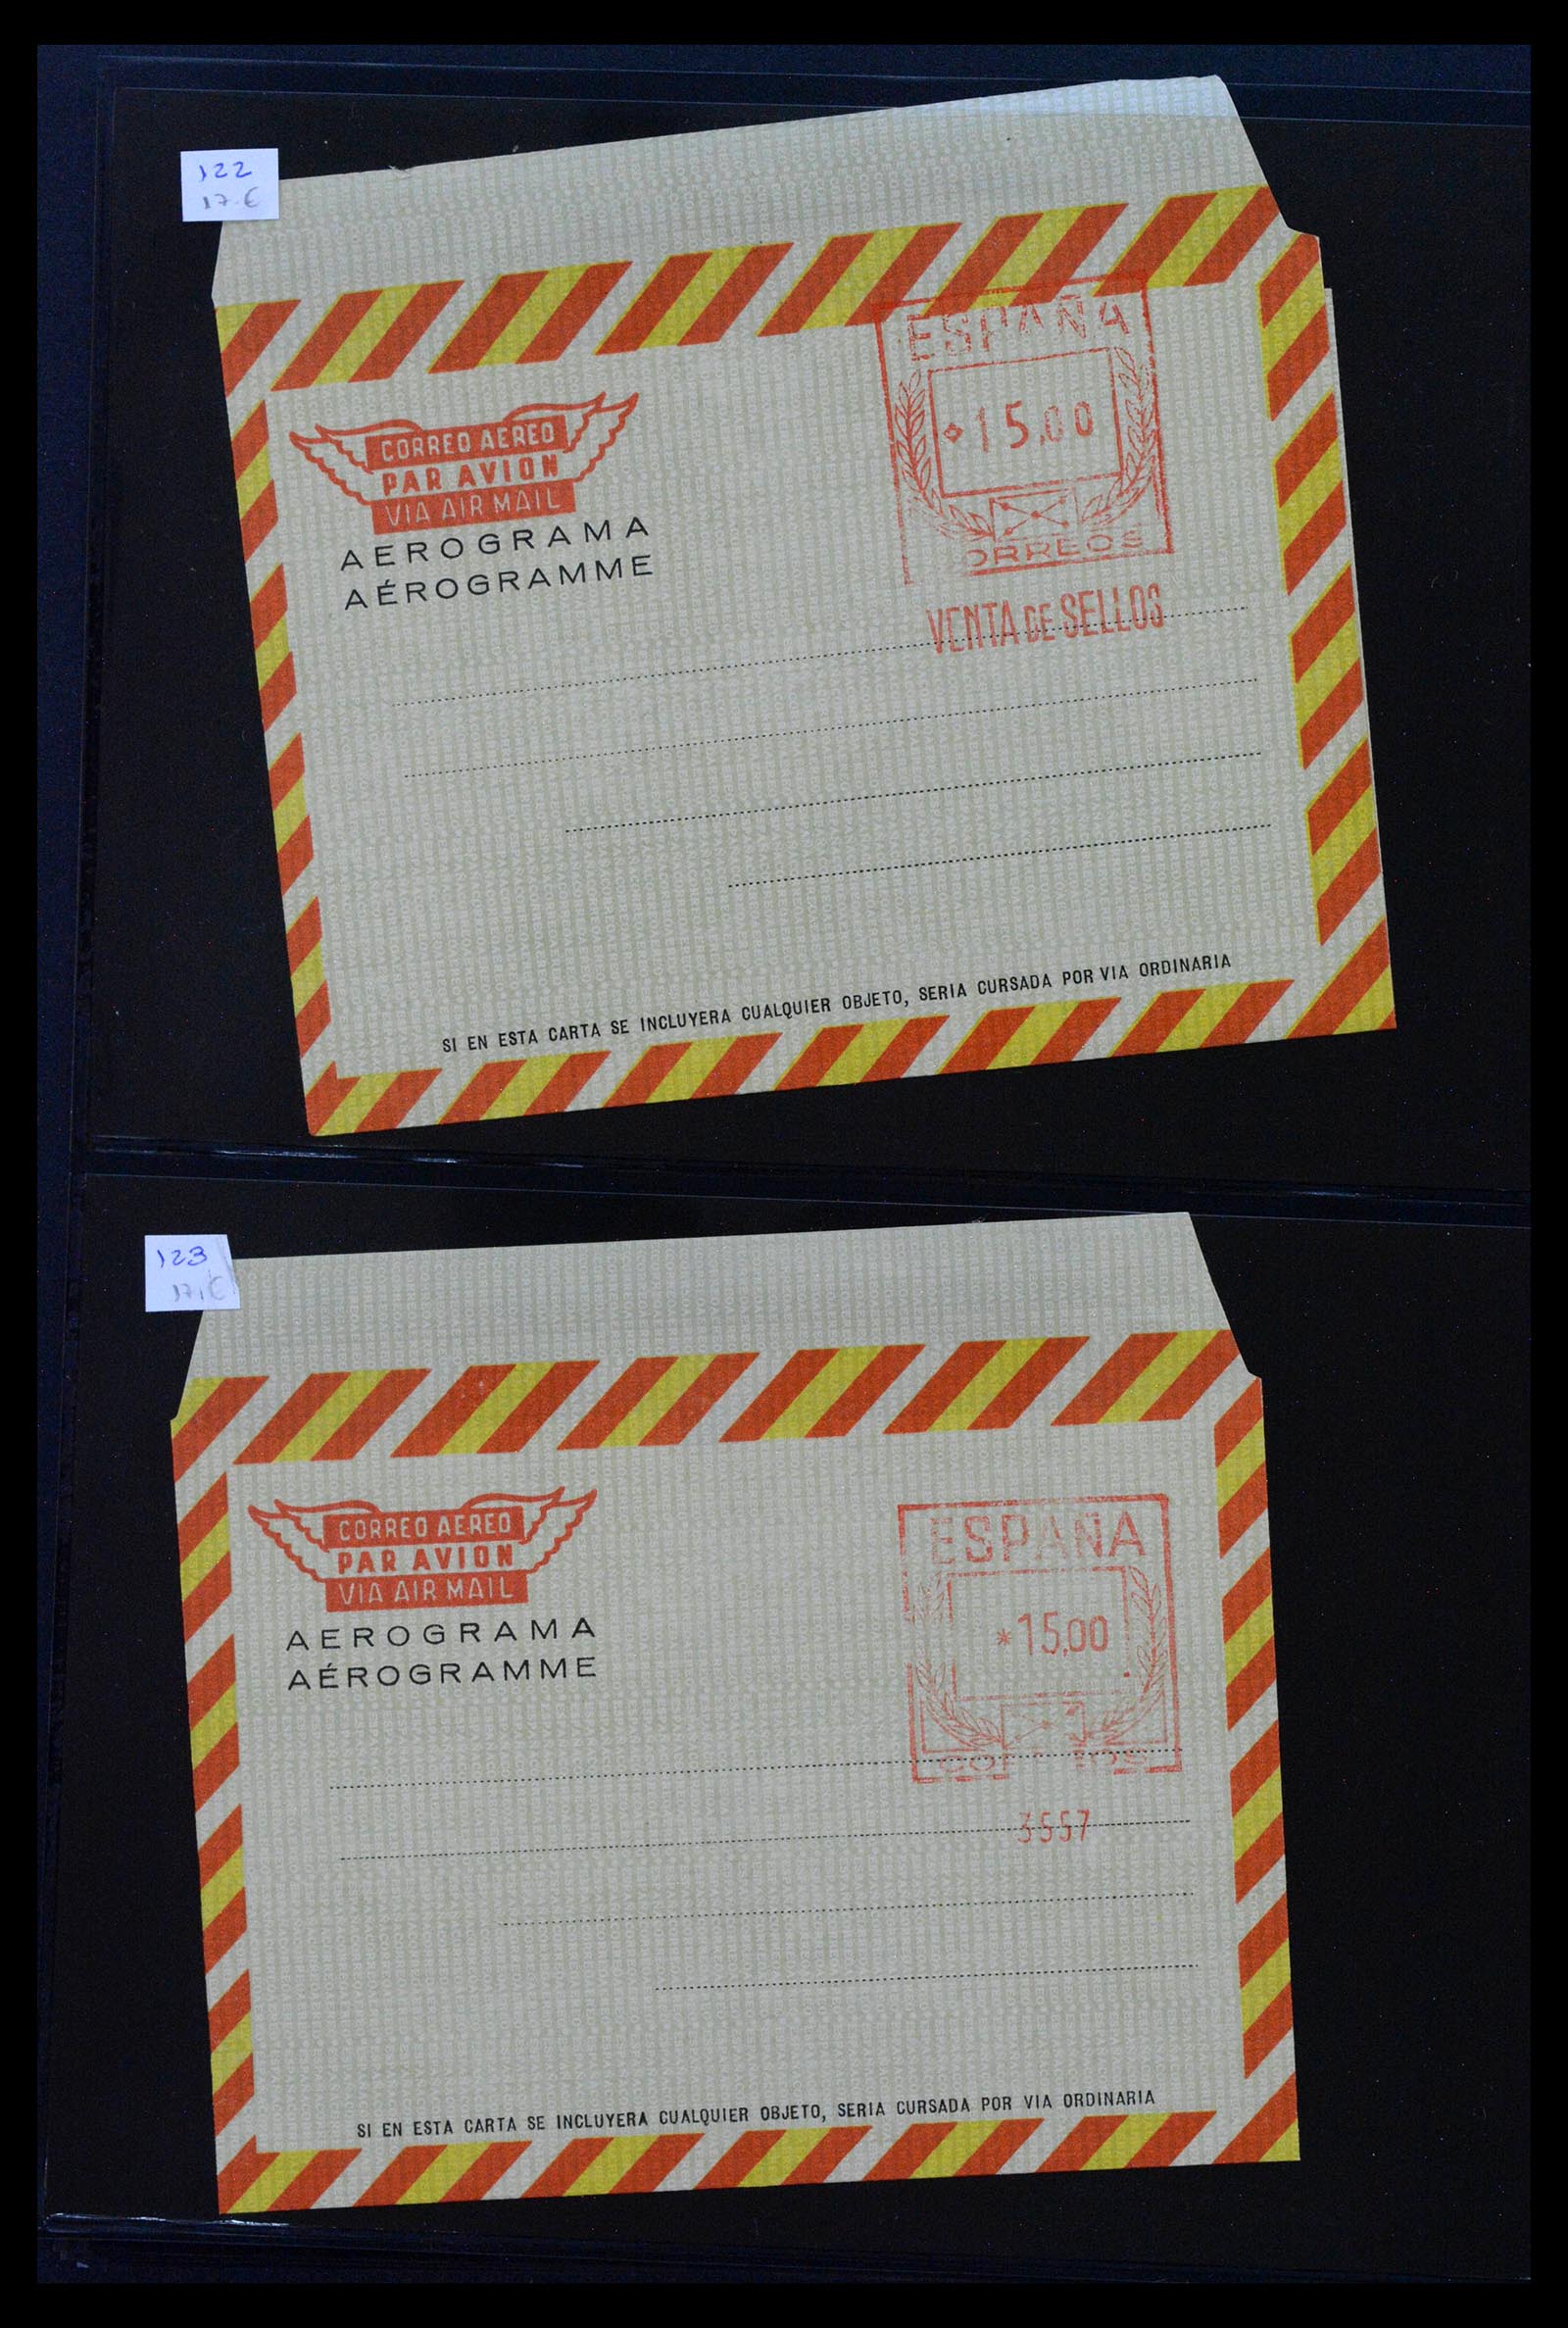 122
17 €
ESPAÑA
15,00
ORREOS
VENTA DE SELLOS
CORREO AEREO
PAR AVION
VIA AIR MAIL
AEROGRAMA
AÉROGRAMME
SI EN ESTA CARTA SE INCLUYERA CUALQUIER OBJETO, SERIA CURSADA POR VIA ORDINARIA
123
17,€
ESPAÑA
*15,00
3557
CORREO AEREO
PAR AVION
VIA AIR MAIL
AEROGRAMA
AÉROGRAMME
SI EN ESTA CARTA SE INCLUYERA CUALQUIER OBJETO, SERIA CURSADA POR VIA ORDINARIA